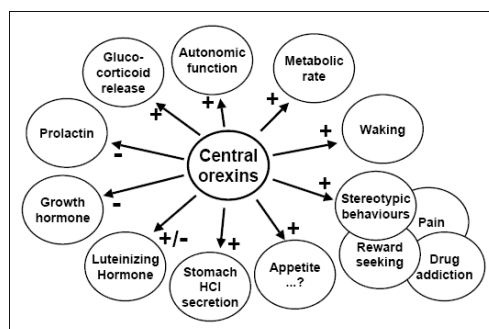 Gluco-
corticoid
release
+
Autonomic
function
+
Metabolic
rate
+
Prolactin
-
Waking
+
Central
orexins
Growth
hormone
-
Stereotypic
behaviours
+
Pain
Reward
seeking
Drug
addiction
Luteinizing
Hormone
+/-
Stomach
HCl
secretion
+
Appetite
...?
+